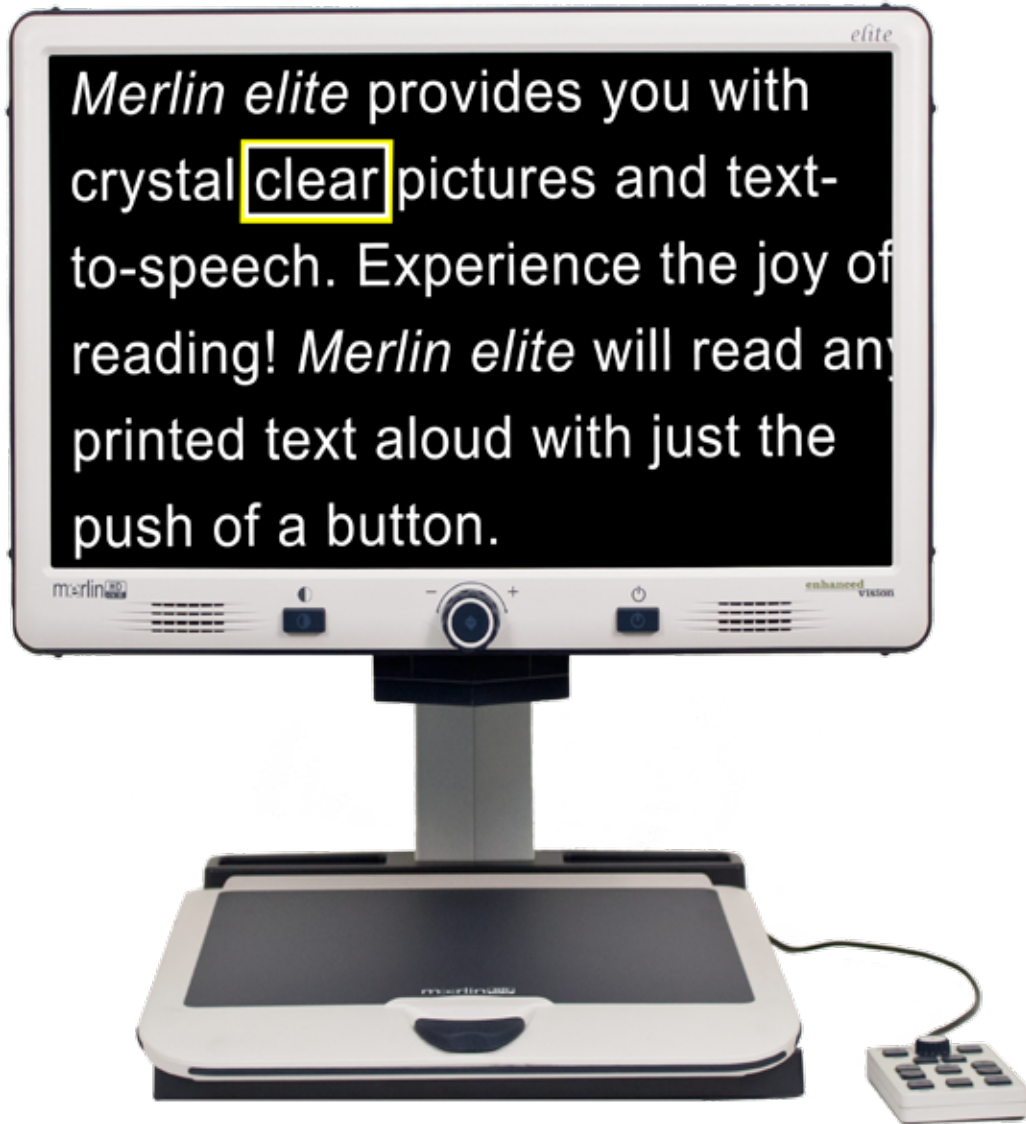 elite
Merlin elite provides you with
crystal clear pictures and text-
to-speech. Experience the joy of
reading! Merlin elite will read any
printed text aloud with just the
push of a button.
merlin HD
enhanced
vision
- +
merlin